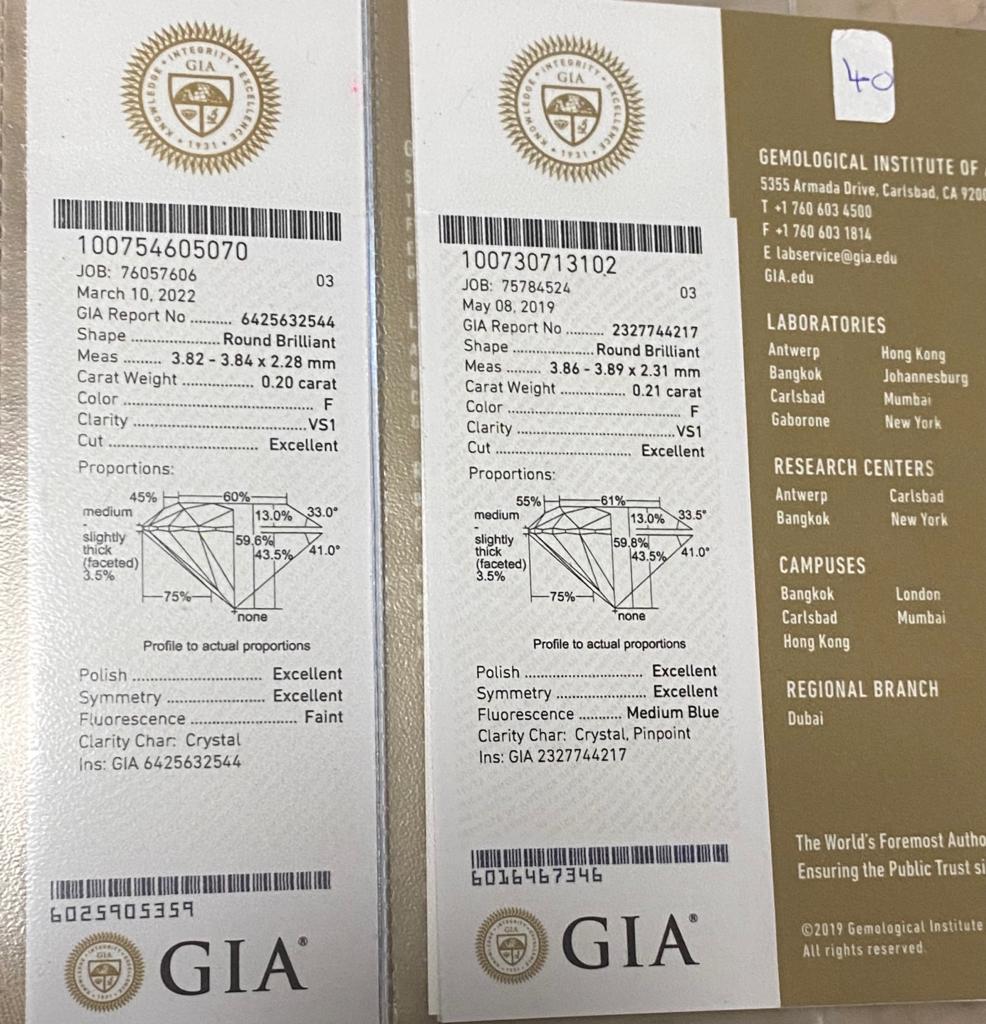 KNOWLEDGE • INTEGRITY • EXCELLENCE
GIA
• 1931 •
100754605070
JOB: 76057606 03
March 10, 2022
GIA Report No .......... 6425632544
Shape .................... Round Brilliant
Meas ......... 3.82 - 3.84 x 2.28 mm
Carat Weight ................ 0.20 carat
Color ............................................. F
Clarity ........................................ VS1
Cut .................................. Excellent
Proportions:
45% 60%
medium 13.0% 33.0°
-
slightly 59.6%
thick 43.5% 41.0°
(faceted)
3.5%
75%
none
Profile to actual proportions
Polish ............................. Excellent
Symmetry ..................... Excellent
Fluorescence ........................ Faint
Clarity Char: Crystal
Ins: GIA 6425632544
6025905359
GIA®
KNOWLEDGE • INTEGRITY • EXCELLENCE
GIA
• 1931 •
100730713102
JOB: 75784524 03
May 08, 2019
GIA Report No .......... 2327744217
Shape .................... Round Brilliant
Meas ......... 3.86 - 3.89 x 2.31 mm
Carat Weight ................ 0.21 carat
Color ............................................. F
Clarity ........................................ VS1
Cut .................................. Excellent
Proportions:
55% 61%
medium 13.0% 33.5°
-
slightly 59.8%
thick 43.5% 41.0°
(faceted)
3.5%
75%
none
Profile to actual proportions
Polish ............................. Excellent
Symmetry ..................... Excellent
Fluorescence ........... Medium Blue
Clarity Char: Crystal, Pinpoint
Ins: GIA 2327744217
6016467346
GIA®
40
GEMOLOGICAL INSTITUTE OF
5355 Armada Drive, Carlsbad, CA 920
T +1 760 603 4500
F +1 760 603 1814
E labservice@gia.edu
GIA.edu
LABORATORIES
Antwerp Hong Kong
Bangkok Johannesburg
Carlsbad Mumbai
Gaborone New York
RESEARCH CENTERS
Antwerp Carlsbad
Bangkok New York
CAMPUSES
Bangkok London
Carlsbad Mumbai
Hong Kong
REGIONAL BRANCH
Dubai
The World's Foremost Autho
Ensuring the Public Trust si
©2019 Gemological Institute
All rights reserved.